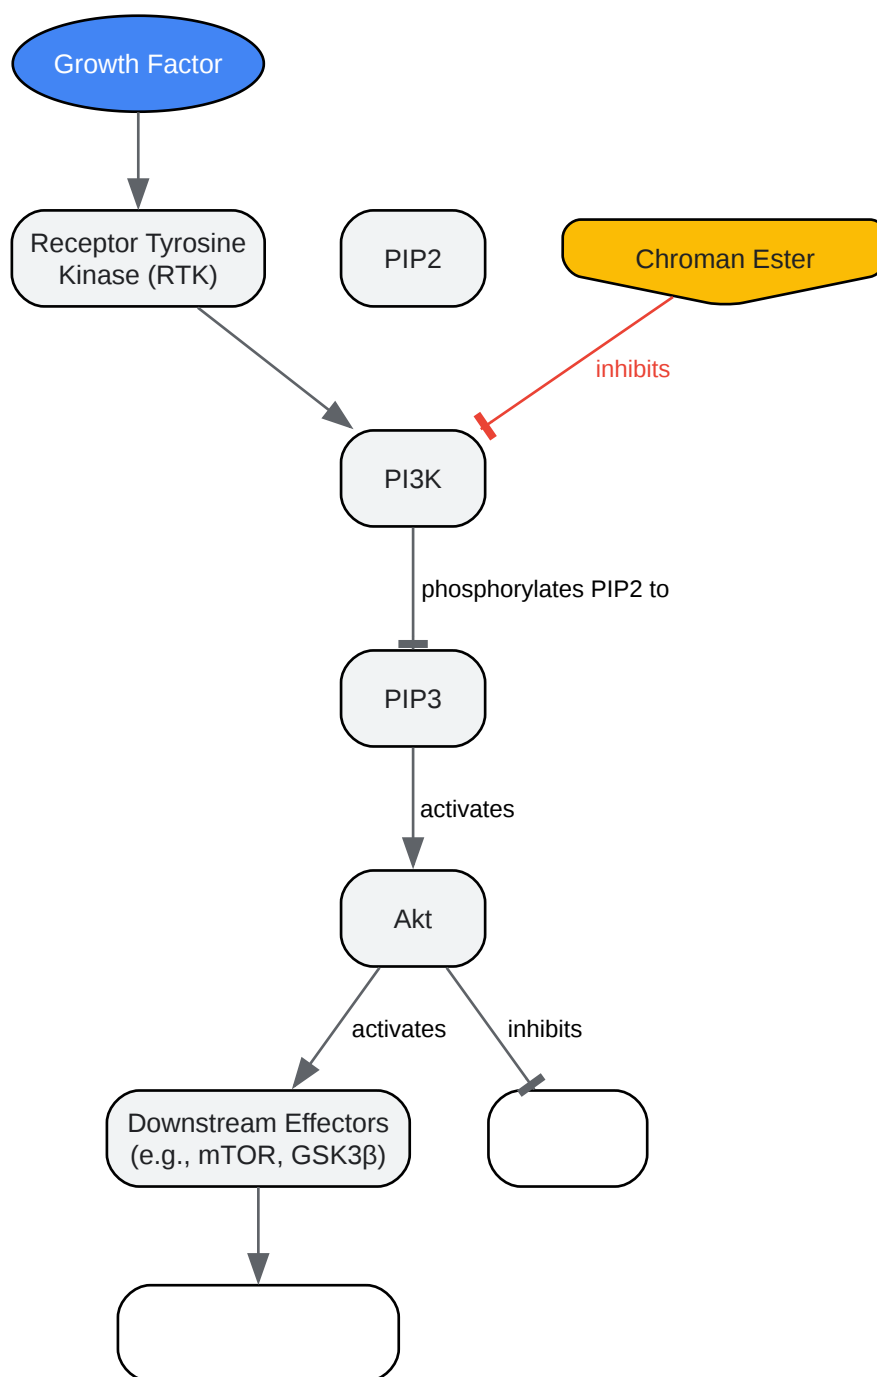 Growth Factor
Receptor Tyrosine
Kinase (RTK)
PIP2
Chroman Ester
inhibits
PI3K
phosphorylates PIP2 to
PIP3
activates
Akt
activates
inhibits
Downstream Effectors
(e.g., mTOR, GSK3β)